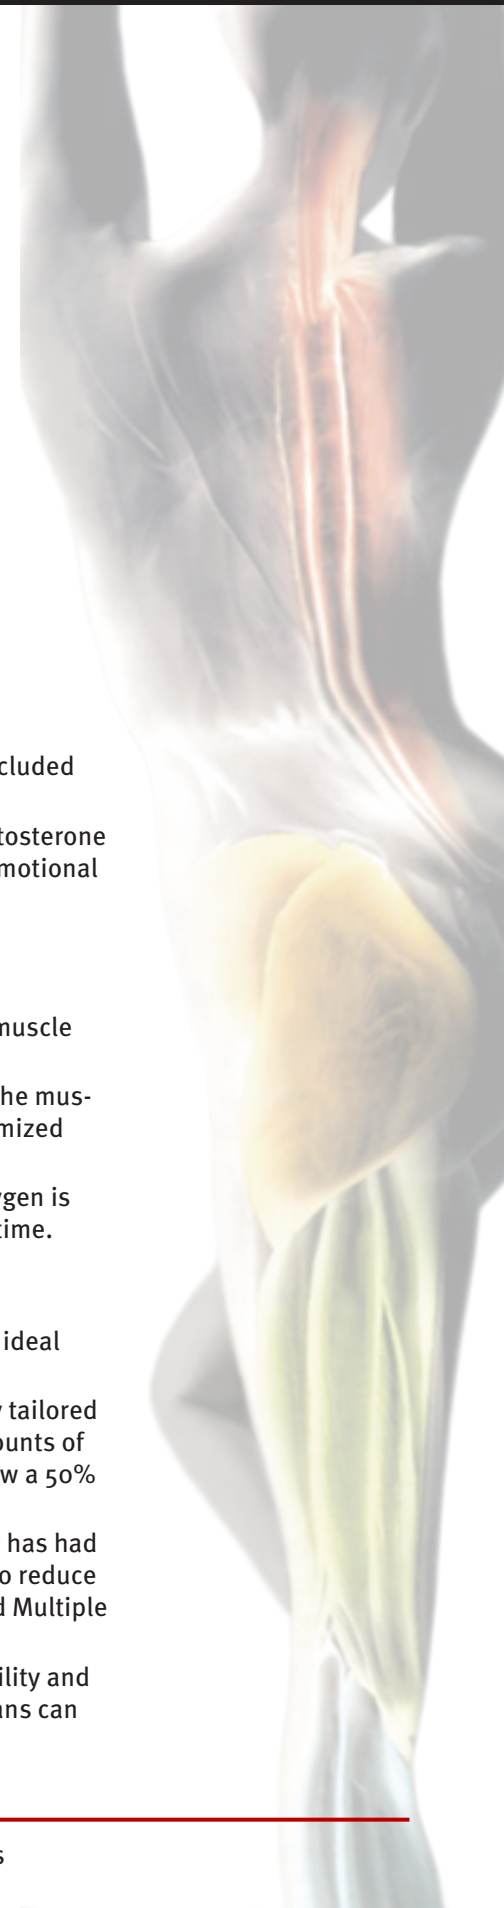 cluded
tosterone
motional
muscle
he mus-
mized
ygen is
time.
ideal
tailored
ounts of
w a 50%
has had
o reduce
d Multiple
ility and
ans can
s